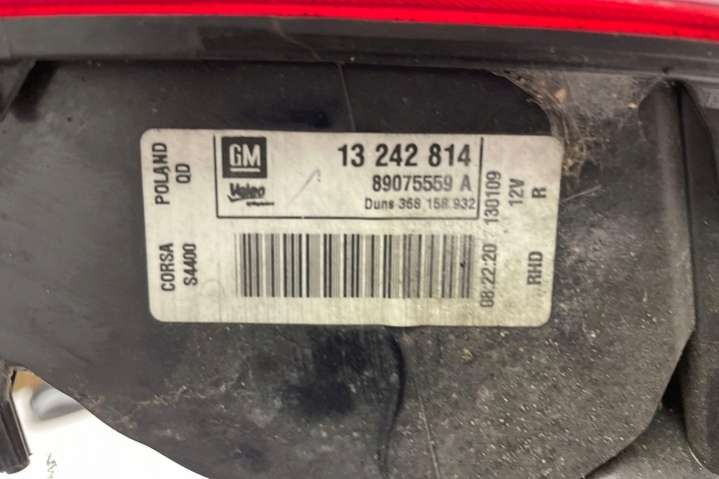 GM
13 242 814
Valeo
89075559 A
Duns 368 158 932
CORSA POLAND
S4400 QD
08:22:20 130109
12V
RHD R